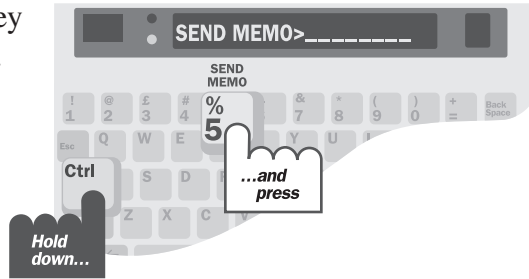 ey
SEND MEMO>_________
SEND
MEMO
! @ £ # % & * ( ) +
1 2 3 4 5 7 8 9 0 = Back Space
Esc Q W E Y U
Ctrl S D
Z X C
...and
press
Hold
down...